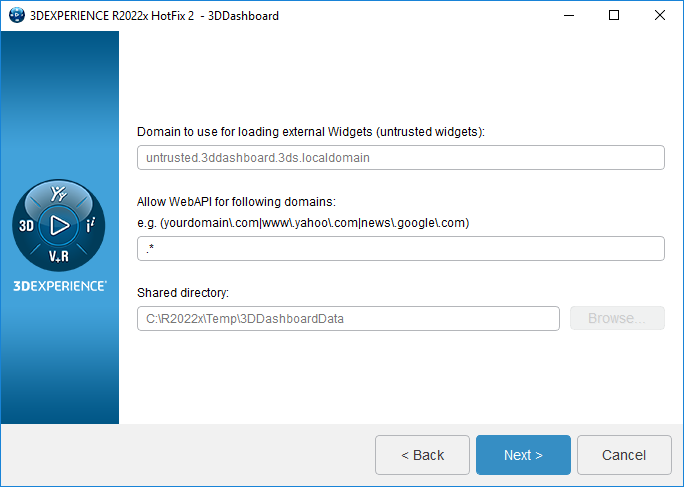 3DEXPERIENCE R2022x HotFix 2 - 3DDashboard
Domain to use for loading external Widgets (untrusted widgets):
untrusted.3ddashboard.3ds.localdomain
Allow WebAPI for following domains:
e.g. (yourdomain\.com|www\.yahoo\.com|news\.google\.com)
.*
3D
i²
V+R
3DEXPERIENCE
Shared directory:
C:\R2022x\Temp\3DDashboardData
Browse...
< Back
Next >
Cancel